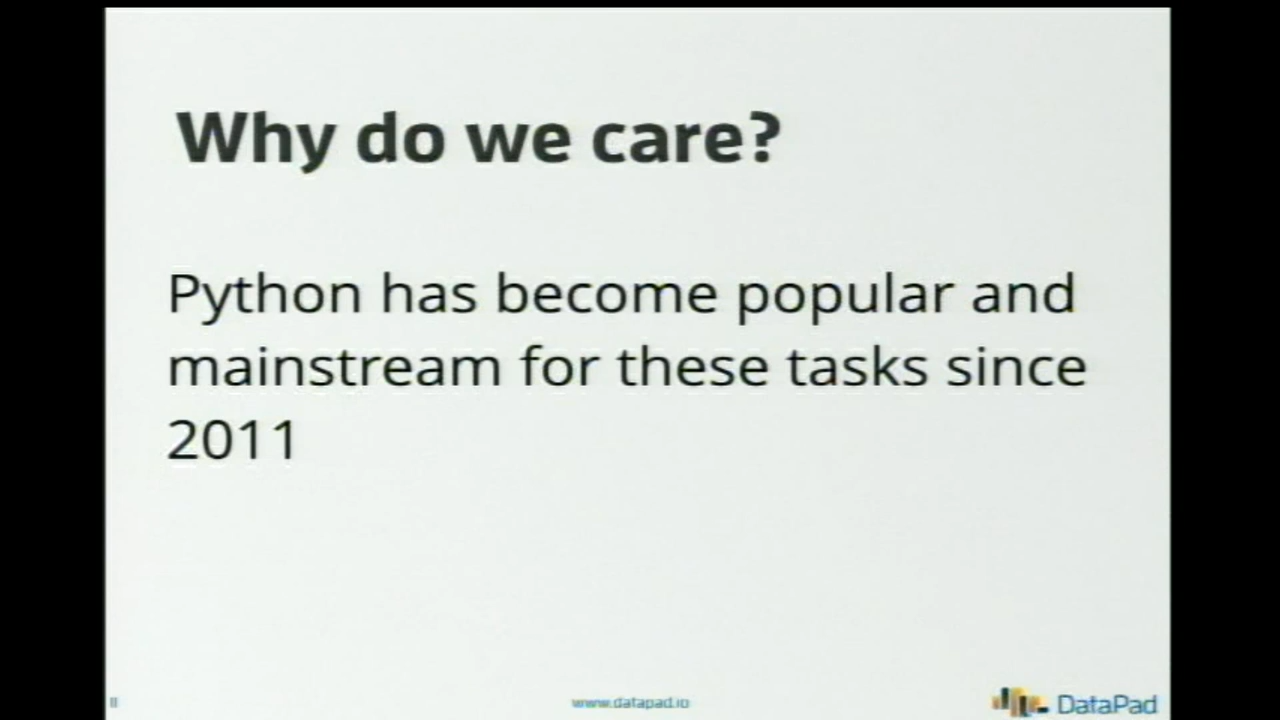 Why do we care?
Python has become popular and
mainstream for these tasks since
2011
www.datapad.io
DataPad